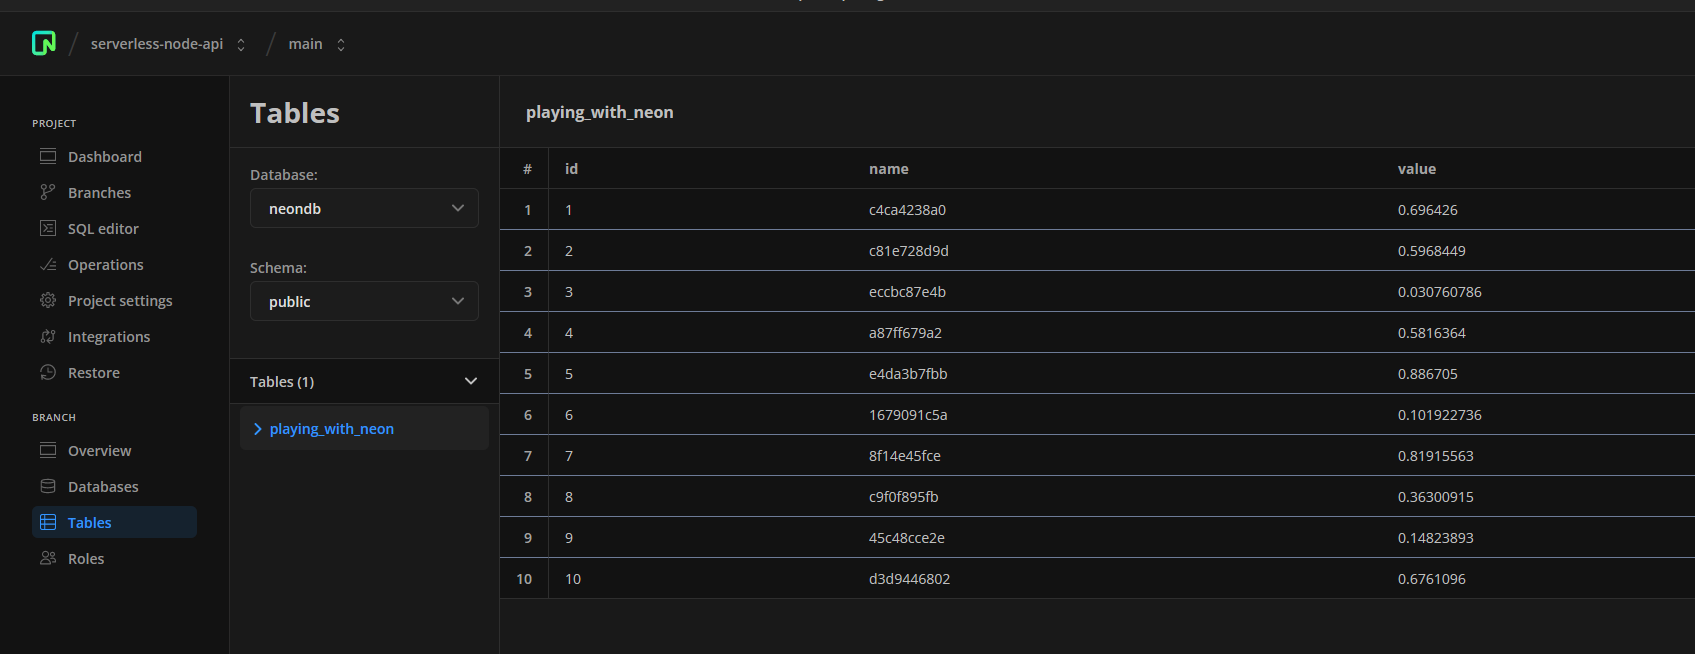 serverless-node-api
main
PROJECT
Dashboard
Branches
SQL editor
Operations
Project settings
Integrations
Restore
BRANCH
Overview
Databases
Tables
Roles
Tables
Database:
neondb
Schema:
public
Tables (1)
playing_with_neon
playing_with_neon
# id name value
1 1 c4ca4238a0 0.696426
2 2 c81e728d9d 0.5968449
3 3 eccbc87e4b 0.030760786
4 4 a87ff679a2 0.5816364
5 5 e4da3b7fbb 0.886705
6 6 1679091c5a 0.101922736
7 7 8f14e45fce 0.81915563
8 8 c9f0f895fb 0.36300915
9 9 45c48cce2e 0.14823893
10 10 d3d9446802 0.6761096